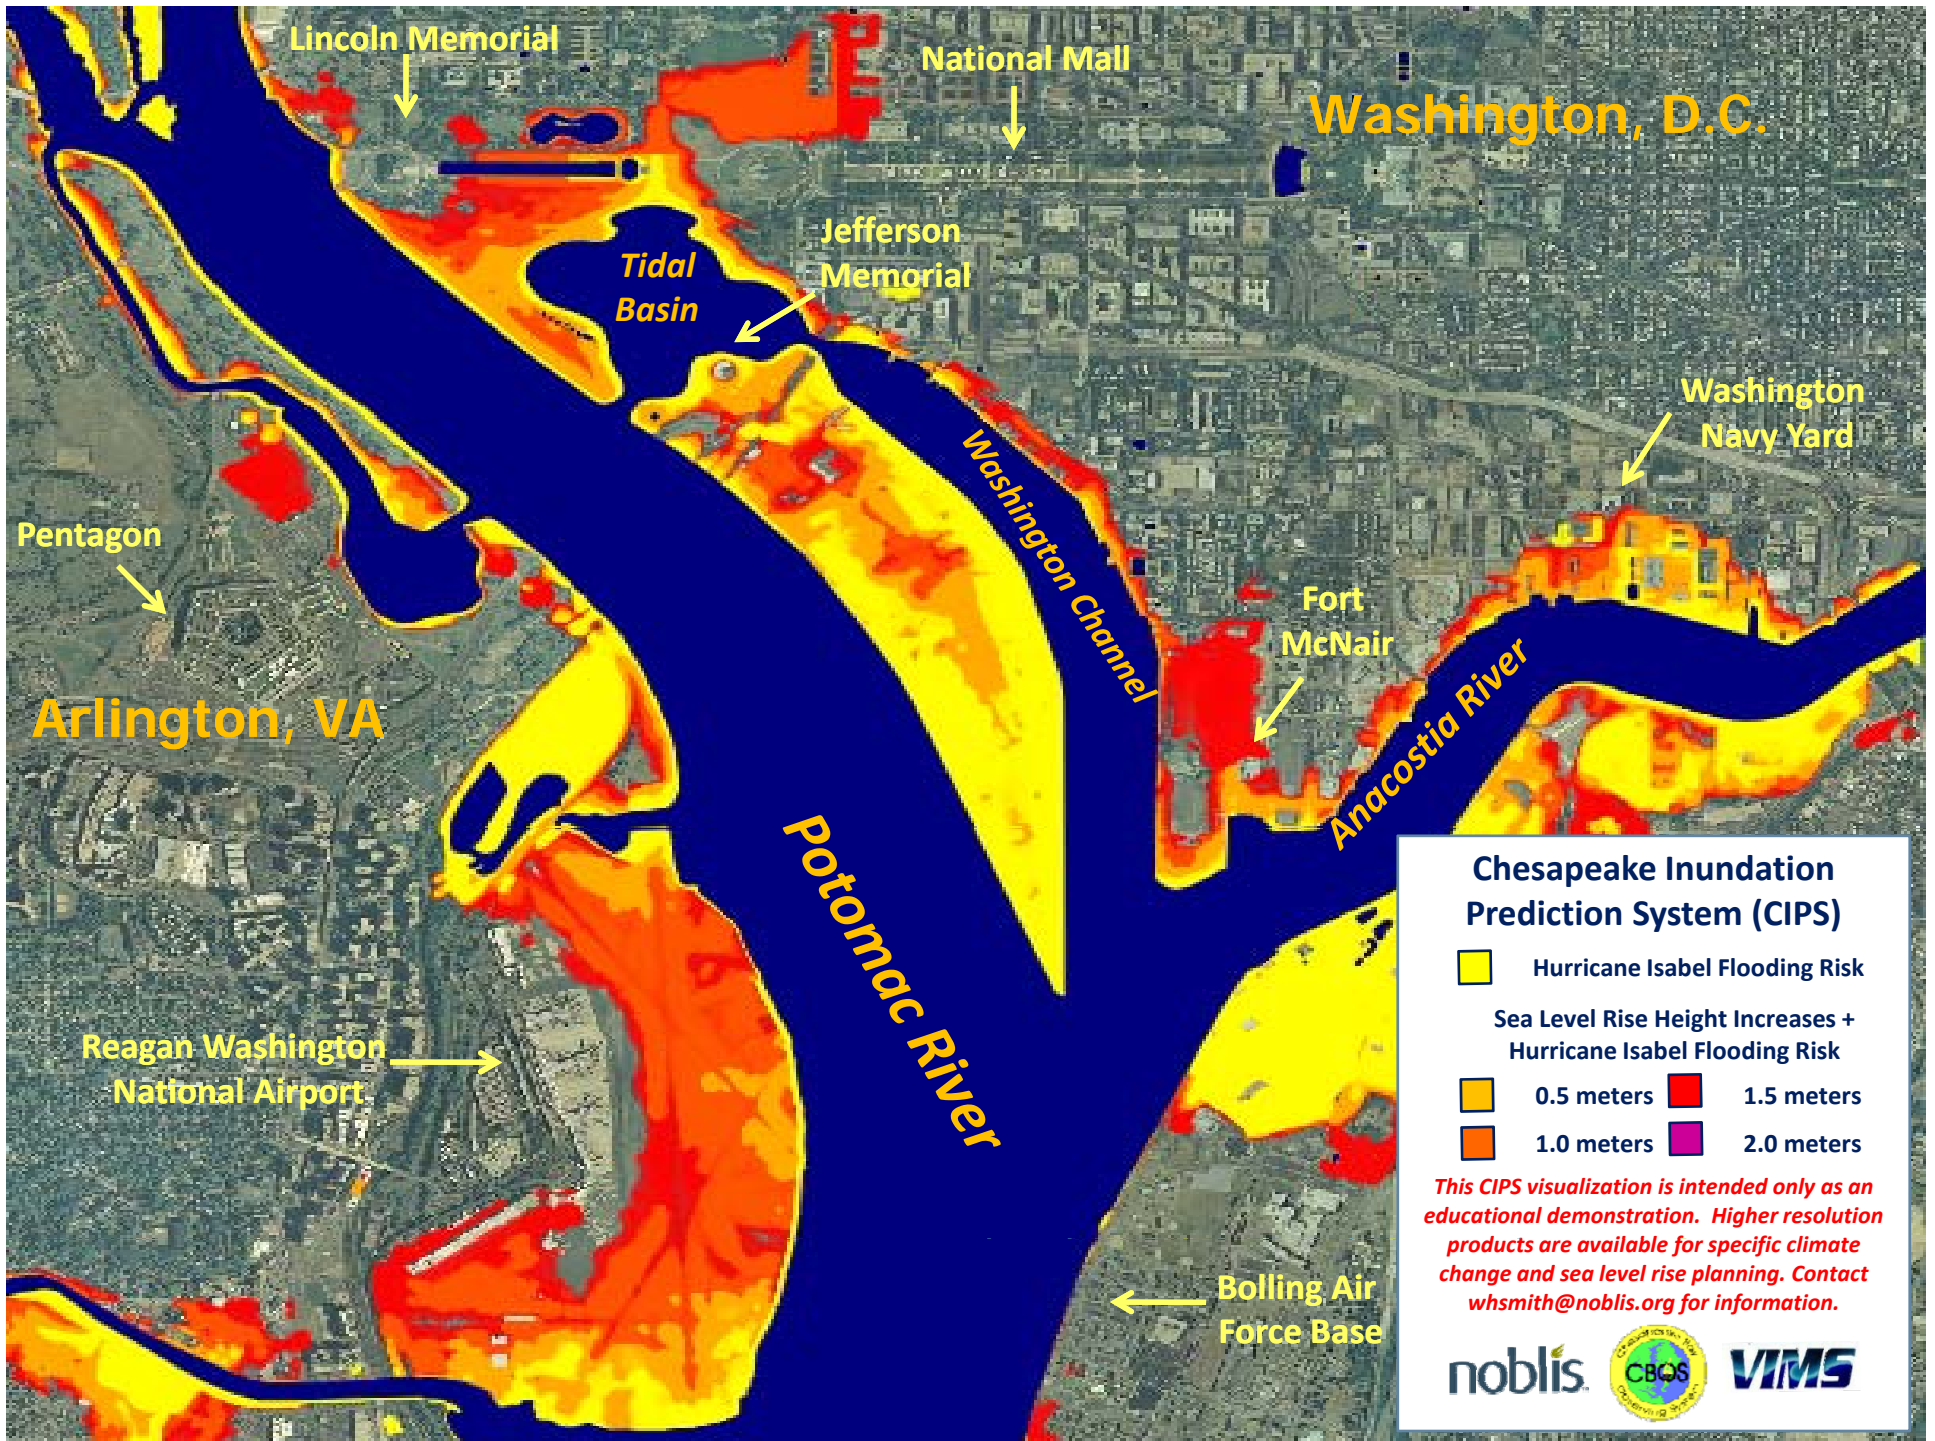 Lincoln Memorial
National Mall
Washington, D.C.
Jefferson
Memorial
Tidal
Basin
Washington
Navy Yard
Washington Channel
Pentagon
Fort
McNair
Arlington, VA
Anacostia River
Potomac River
Reagan Washington
National Airport
Bolling Air
Force Base
Chesapeake Inundation
Prediction System (CIPS)
Hurricane Isabel Flooding Risk
Sea Level Rise Height Increases +
Hurricane Isabel Flooding Risk
0.5 meters
1.5 meters
1.0 meters
2.0 meters
This CIPS visualization is intended only as an
educational demonstration.  Higher resolution
products are available for specific climate
change and sea level rise planning. Contact
whsmith@noblis.org for information.
noblis
CBOS
VIMS